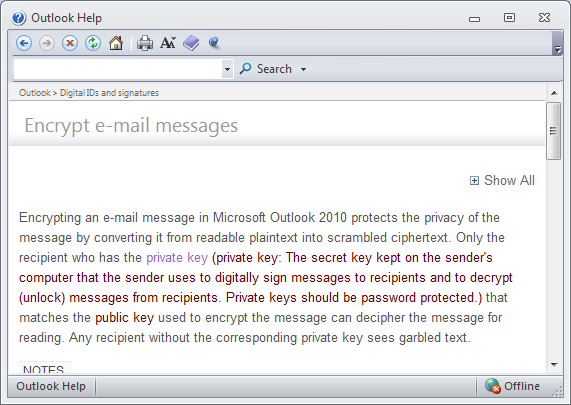 Outlook Help
Search
Outlook > Digital IDs and signatures
Encrypt e-mail messages
Show All
Encrypting an e-mail message in Microsoft Outlook 2010 protects the privacy of the
message by converting it from readable plaintext into scrambled ciphertext. Only the
recipient who has the private key (private key: The secret key kept on the sender's
computer that the sender uses to digitally sign messages to recipients and to decrypt
(unlock) messages from recipients. Private keys should be password protected.) that
matches the public key used to encrypt the message can decipher the message for
reading. Any recipient without the corresponding private key sees garbled text.
NOTES
Outlook Help
Offline